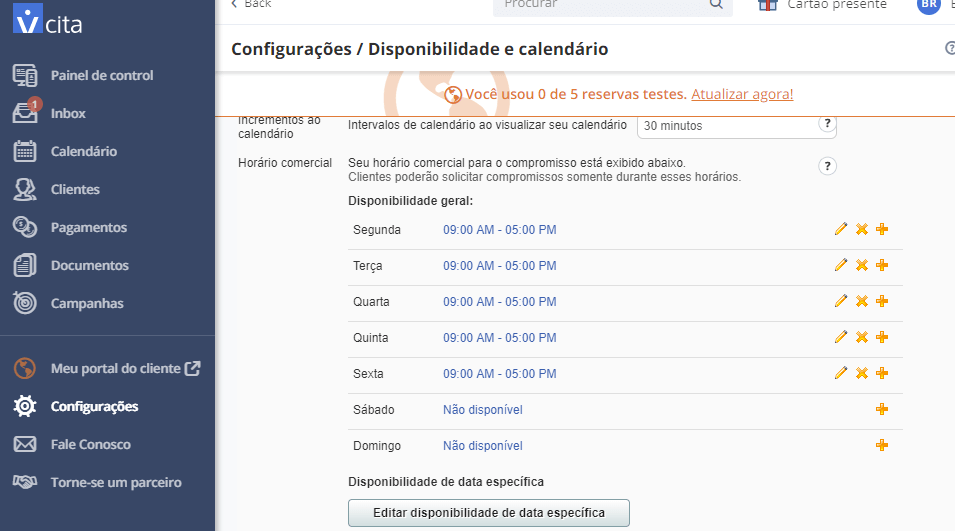 vcita
Back
Procurar
Cartão presente
BR
Configurações / Disponibilidade e calendário
?
Você usou 0 de 5 reservas testes. Atualizar agora!
Painel de control
1
Inbox
Calendário
Clientes
Pagamentos
Documentos
Campanhas
Meu portal do cliente
Configurações
Fale Conosco
Torne-se um parceiro
Incrementos ao
calendário
Intervalos de calendário ao visualizar seu calendário
30 minutos
?
Horário comercial
Seu horário comercial para o compromisso está exibido abaixo.
Clientes poderão solicitar compromissos somente durante esses horários.
?
Disponibilidade geral:
Segunda 09:00 AM - 05:00 PM
Terça 09:00 AM - 05:00 PM
Quarta 09:00 AM - 05:00 PM
Quinta 09:00 AM - 05:00 PM
Sexta 09:00 AM - 05:00 PM
Sábado Não disponível
Domingo Não disponível
Disponibilidade de data específica
Editar disponibilidade de data específica